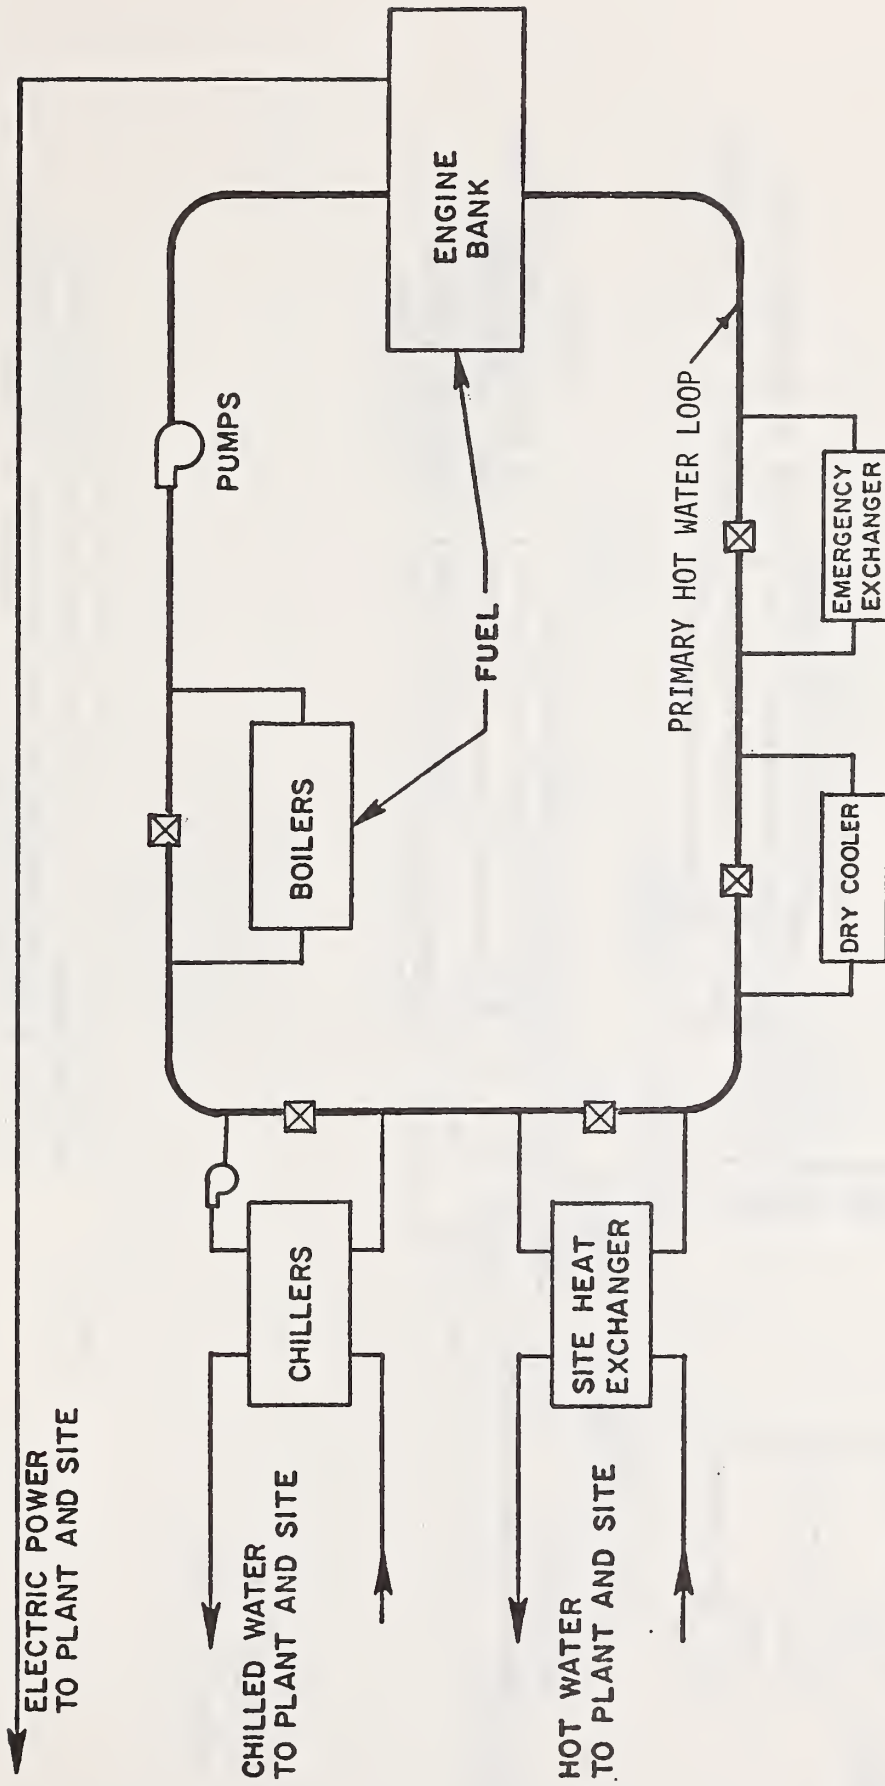 ELECTRIC POWER
TO PLANT AND SITE
CHILLED WATER
TO PLANT AND SITE
HOT WATER
TO PLANT AND SITE
CHILLERS
SITE HEAT
EXCHANGER
BOILERS
PUMPS
FUEL
ENGINE
BANK
PRIMARY HOT WATER LOOP
DRY COOLER
EMERGENCY
EXCHANGER